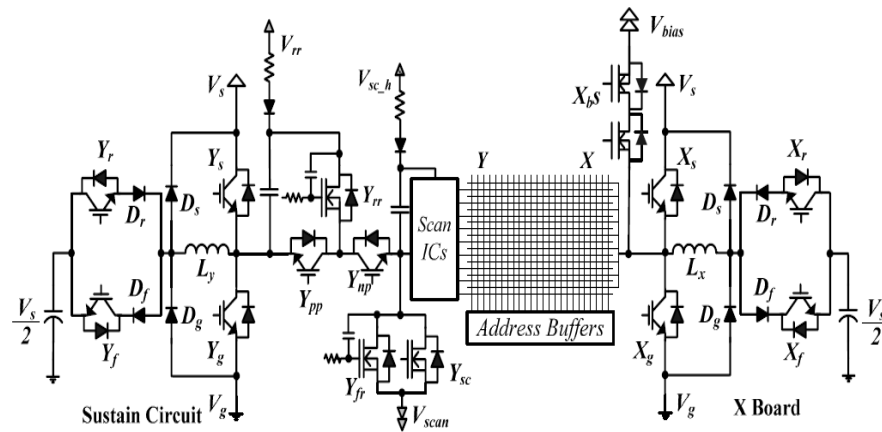 V_rr
V_bias
V_s
V_sc_h
X_bs
V_s
Y_r
Y_s
Y
X
X_s
X_r
D_r
D_s
Y_rr
Scan
ICs
D_s
D_r
L_y
L_x
V_s/2
D_f
Y_pp
Y_np
D_f
V_s/2
Y_f
D_g
Y_g
Address Buffers
X_g
D_g
X_f
Y_fr
Y_sc
Sustain Circuit
V_g
V_scan
V_g
X Board